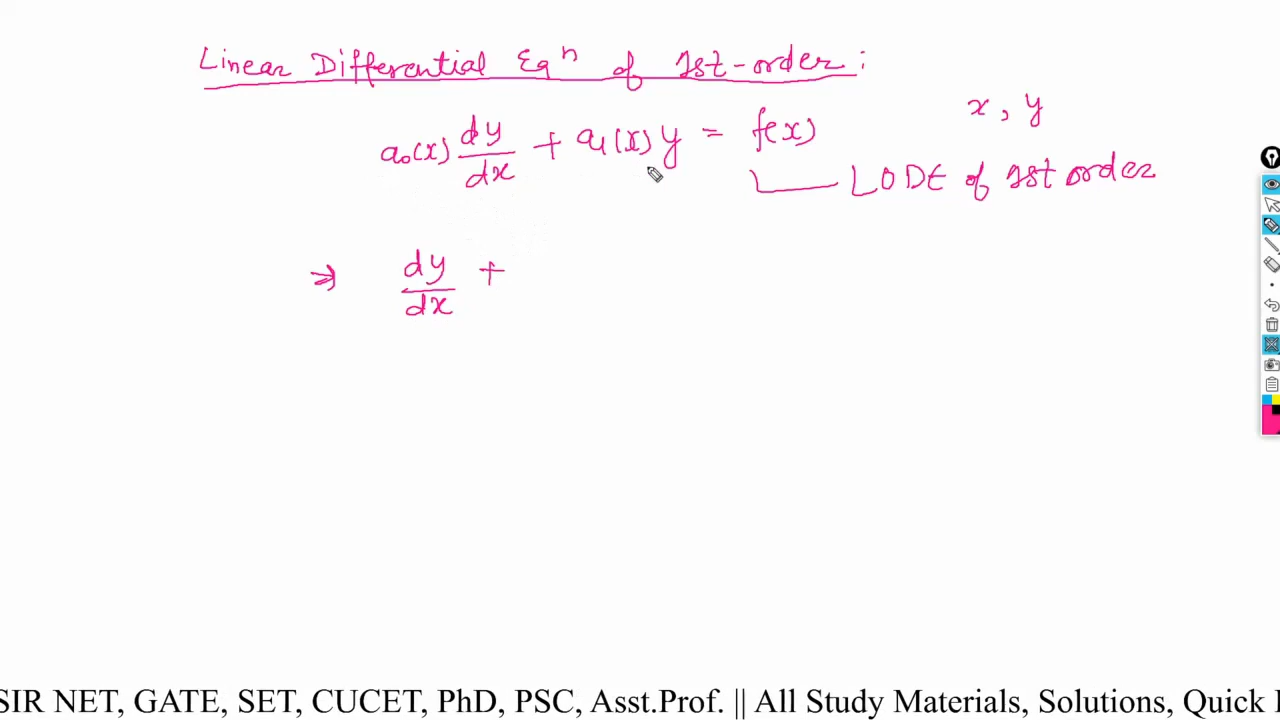 Linear Differential Eqⁿ of 1st-order :
x , y
a₀(x) dy/dx + a₁(x) y = f(x)
LODE of 1st order
⇒ dy/dx +
SIR NET, GATE, SET, CUCET, PhD, PSC, Asst.Prof. || All Study Materials, Solutions, Quick